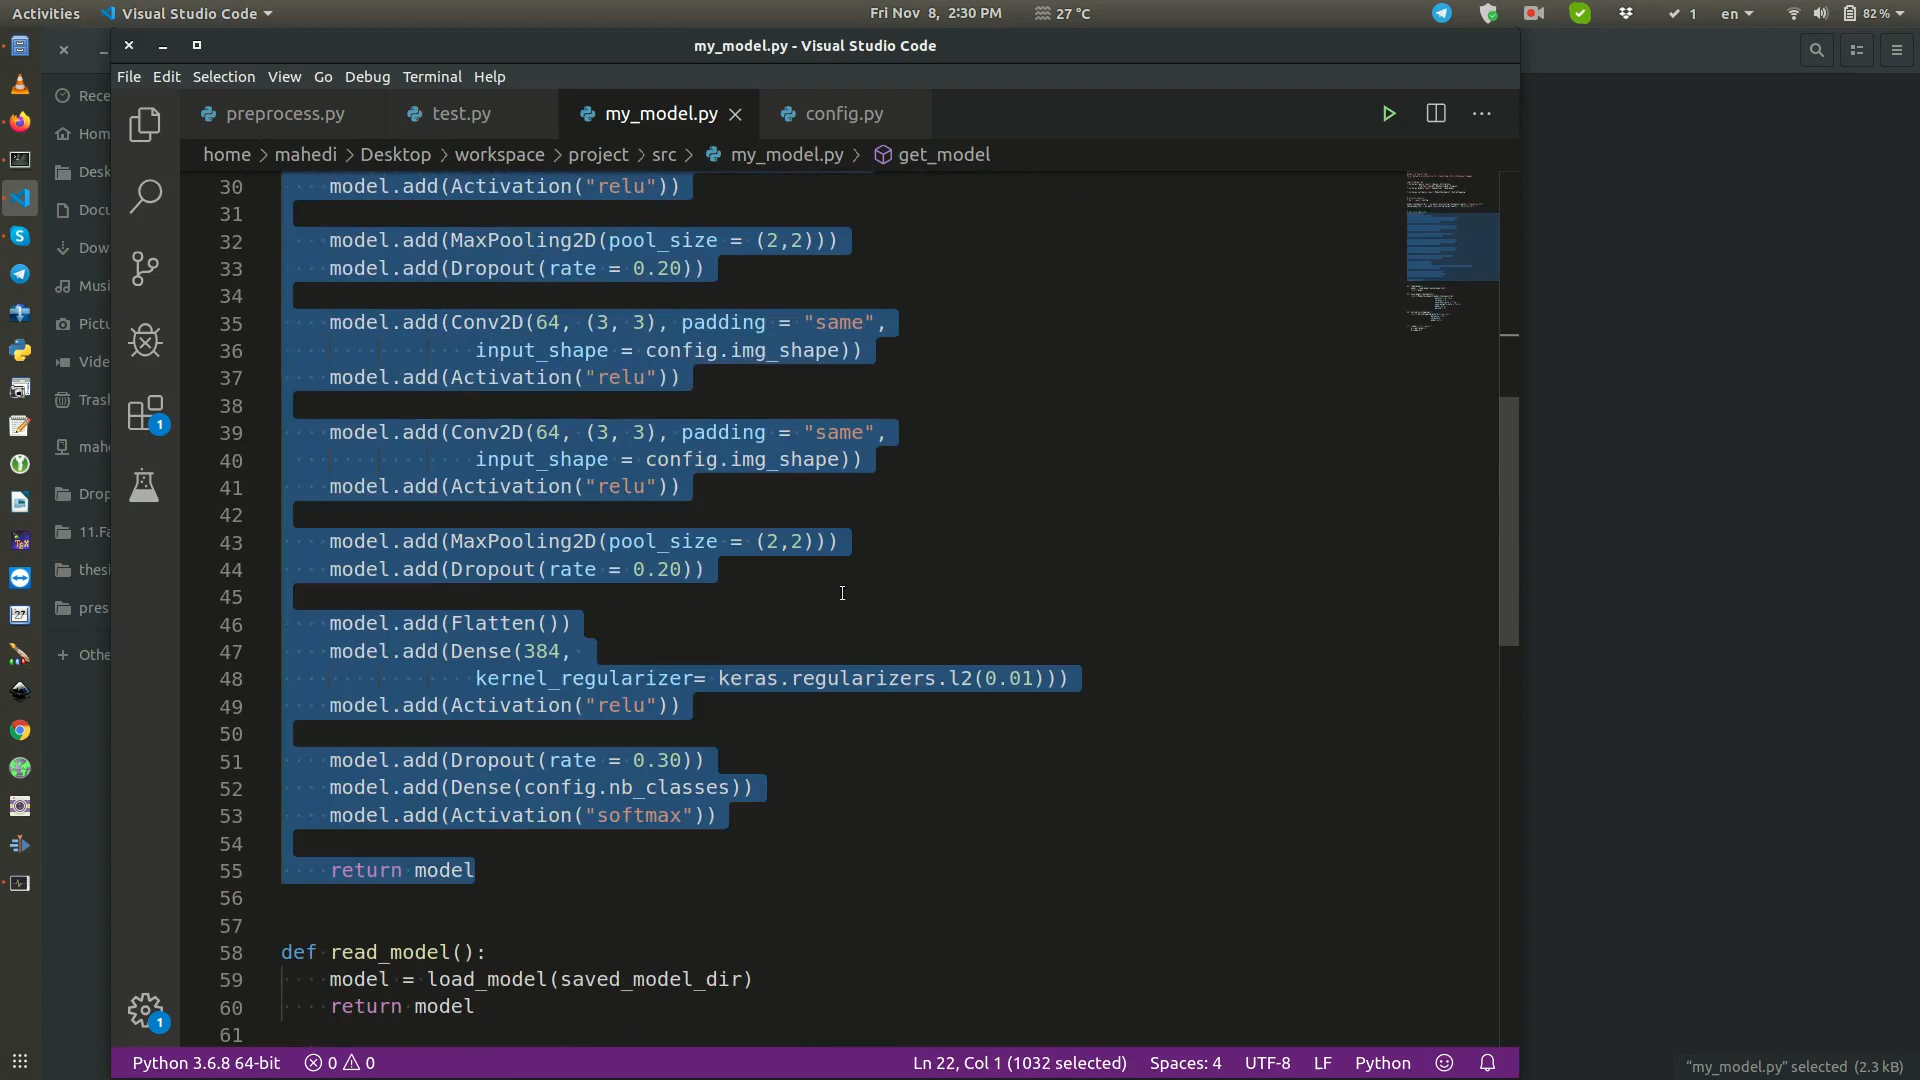 Activities Visual Studio Code Fri Nov 8, 2:30 PM 27 °C 1 en 82 %
my_model.py - Visual Studio Code
File Edit Selection View Go Debug Terminal Help
preprocess.py test.py my_model.py config.py
home > mahedi > Desktop > workspace > project > src > my_model.py > get_model
Rece
Hom
Desk
Docu
Dow
Musi
Pictu
Vide
Tras
mah
Drop
11.Fa
thesi
pres
+ Othe
1
27
1
30 model.add(Activation("relu"))
31
32 model.add(MaxPooling2D(pool_size = (2,2)))
33 model.add(Dropout(rate = 0.20))
34
35 model.add(Conv2D(64, (3, 3), padding = "same",
36 input_shape = config.img_shape))
37 model.add(Activation("relu"))
38
39 model.add(Conv2D(64, (3, 3), padding = "same",
40 input_shape = config.img_shape))
41 model.add(Activation("relu"))
42
43 model.add(MaxPooling2D(pool_size = (2,2)))
44 model.add(Dropout(rate = 0.20))
45
46 model.add(Flatten())
47 model.add(Dense(384,
48 kernel_regularizer= keras.regularizers.l2(0.01)))
49 model.add(Activation("relu"))
50
51 model.add(Dropout(rate = 0.30))
52 model.add(Dense(config.nb_classes))
53 model.add(Activation("softmax"))
54
55 return model
56
57
58 def read_model():
59 model = load_model(saved_model_dir)
60 return model
61
Python 3.6.8 64-bit 0 0 Ln 22, Col 1 (1032 selected) Spaces: 4 UTF-8 LF Python
"my_model.py" selected (2.3 kB)